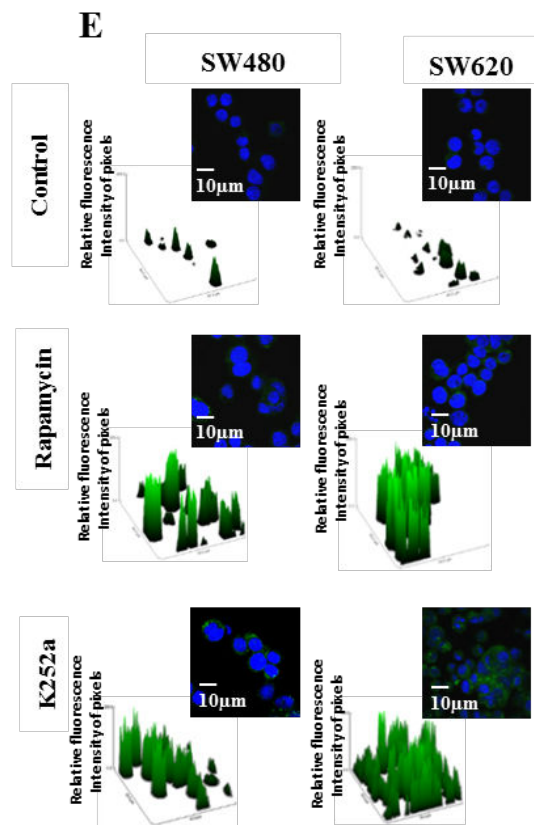 E
SW480
SW620
Control
Relative fluorescence
Intensity of pixels
10µm
Relative fluorescence
Intensity of pixels
10µm
Rapamycin
Relative fluorescence
Intensity of pixels
10µm
Relative fluorescence
Intensity of pixels
10µm
K252a
Relative fluorescence
Intensity of pixels
10µm
Relative fluorescence
Intensity of pixels
10µm